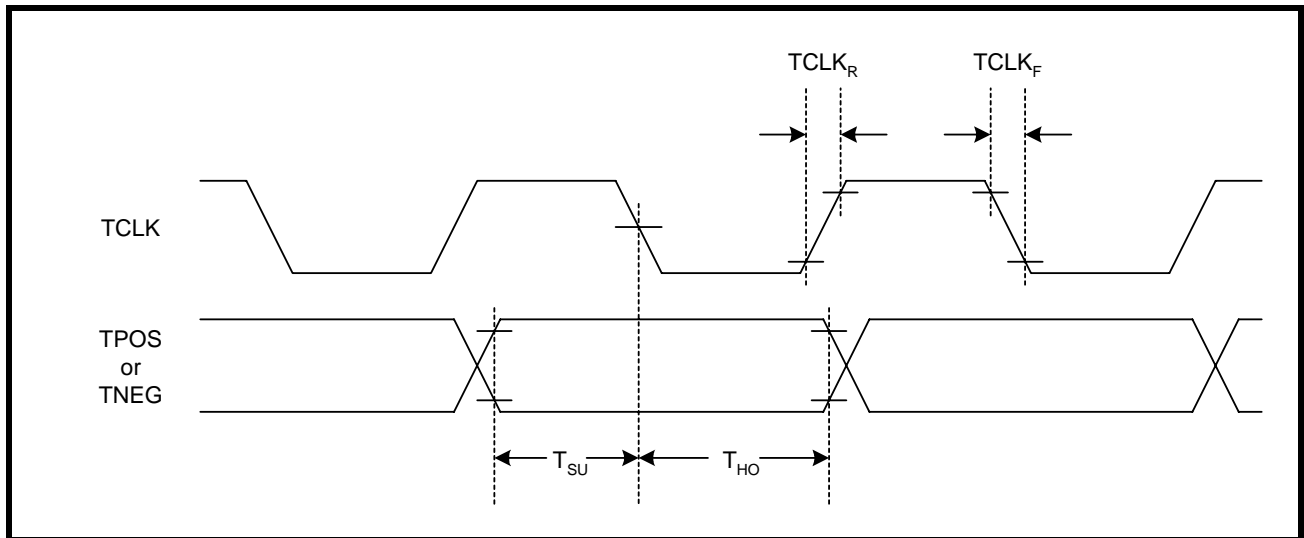 TCLKR TCLKF
TCLK
TPOS
or
TNEG
TSU THO